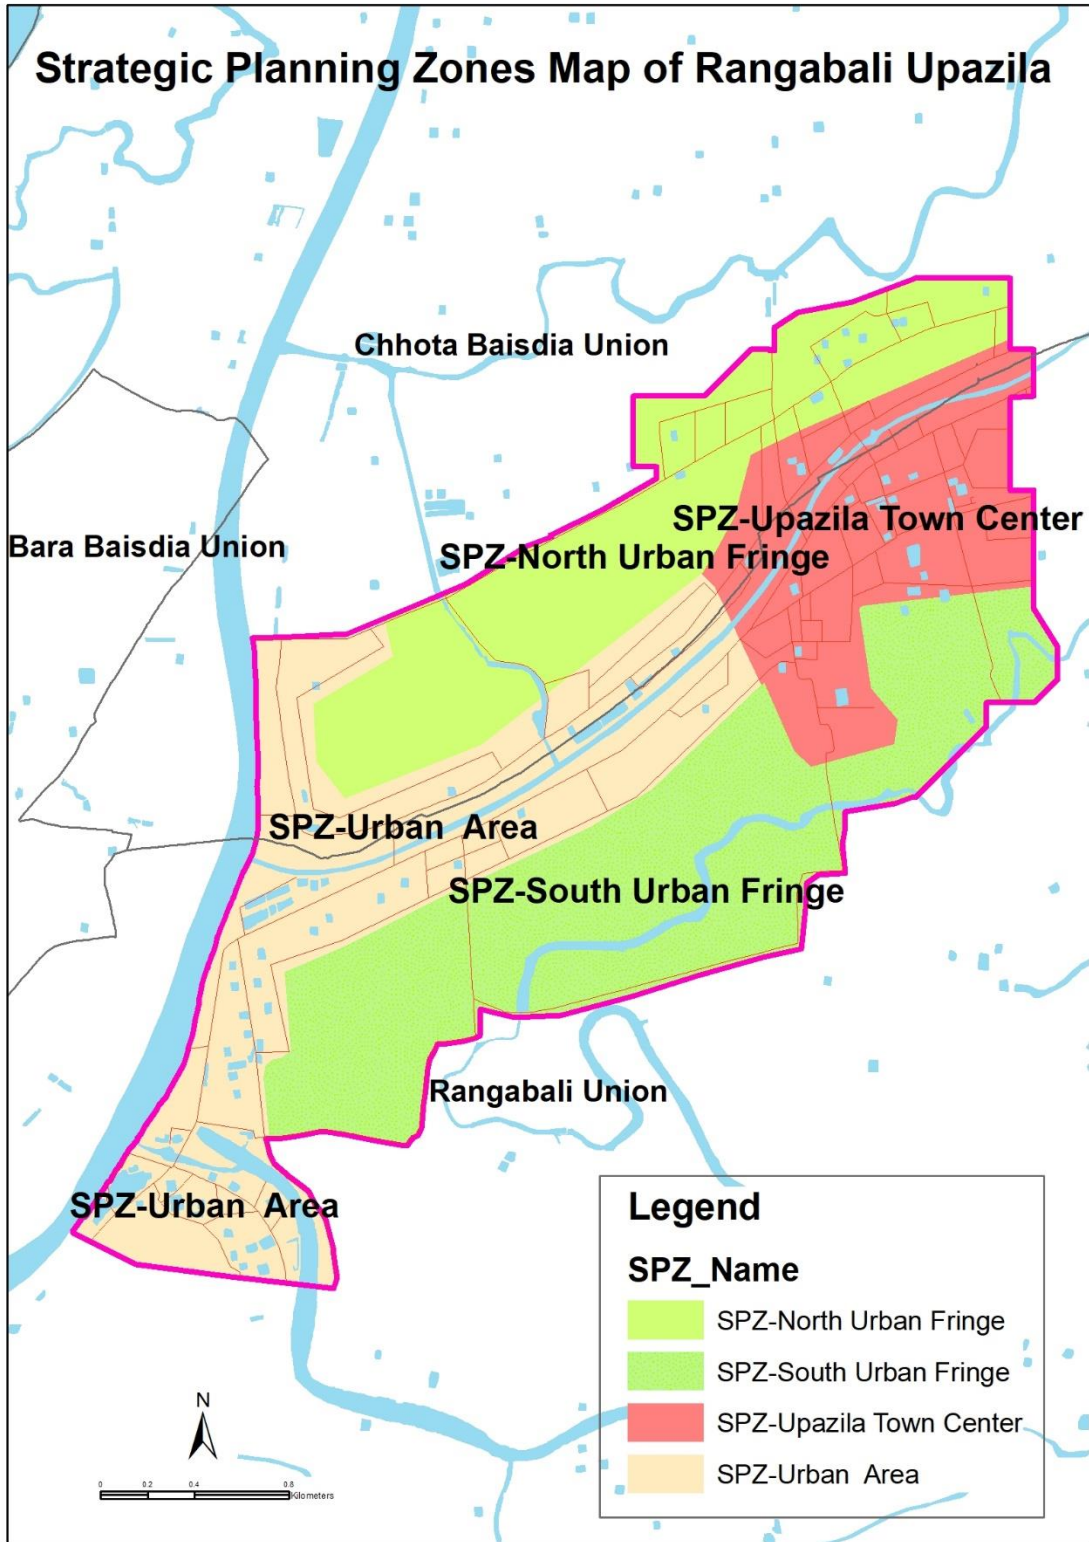 Strategic Planning Zones Map of Rangabali Upazila
Chhota Baisdia Union
SPZ-Upazila Town Center
Bara Baisdia Union
SPZ-North Urban Fringe
SPZ-Urban  Area
SPZ-South Urban Fringe
Rangabali Union
SPZ-Urban  Area
Legend
SPZ_Name
SPZ-North Urban Fringe
SPZ-South Urban Fringe
SPZ-Upazila Town Center
SPZ-Urban  Area
N
0 0.2 0.4 0.8
Kilometers